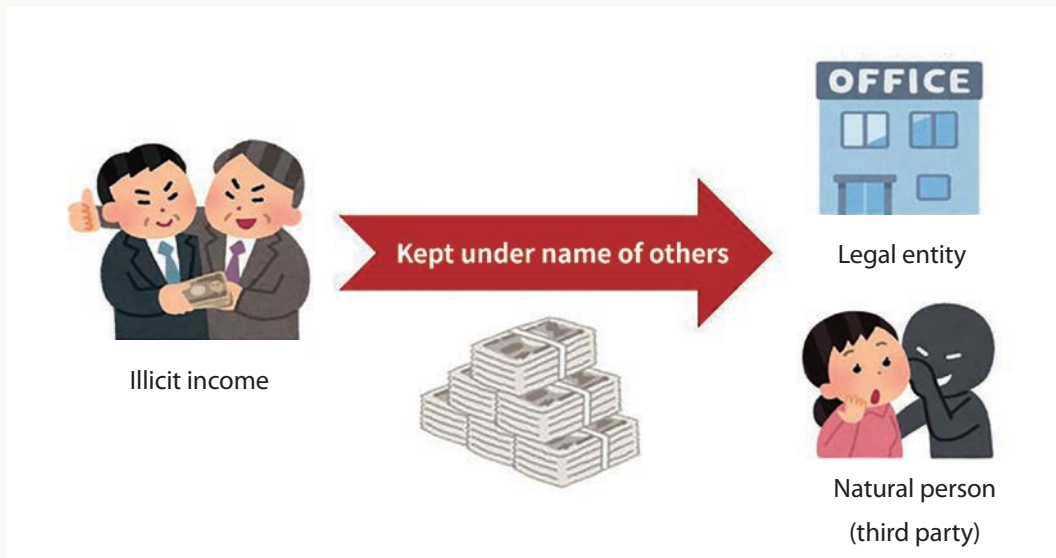 OFFICE
Kept under name of others
Legal entity
Illicit income
Natural person
(third party)